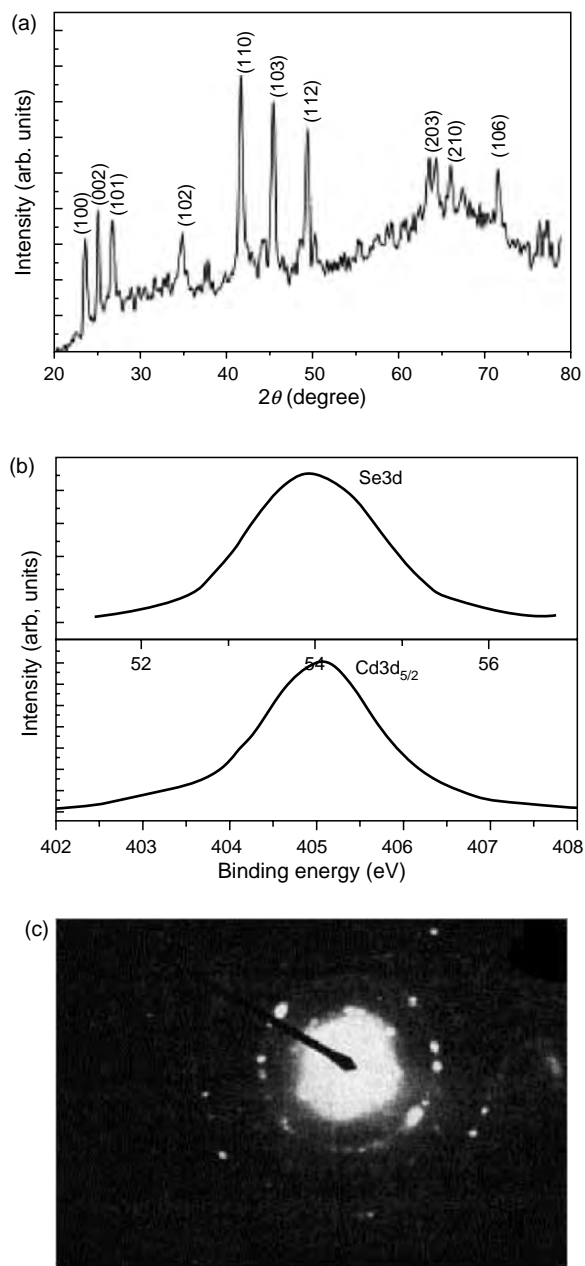 (a)
Intensity (arb. units)
(100)
(002)
(101)
(102)
(110)
(103)
(112)
(203)
(210)
(106)
20 30 40 50 60 70 80
2θ (degree)
(b)
Intensity (arb, units)
Se3d
52 54 56
Cd3d5/2
402 403 404 405 406 407 408
Binding energy (eV)
(c)